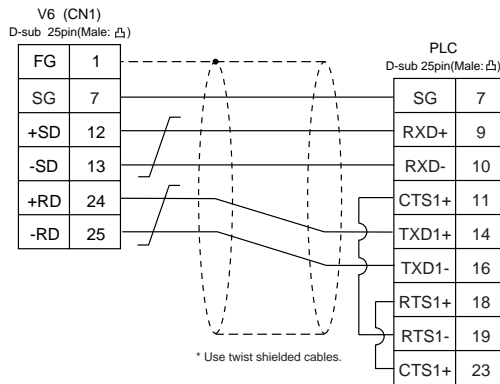 V6 (CN1)
D-sub 25pin(Male: 凸)
FG 1
SG 7
+SD 12
-SD 13
+RD 24
-RD 25
PLC
D-sub 25pin(Male: 凸)
SG 7
RXD+ 9
RXD- 10
CTS1+ 11
TXD1+ 14
TXD1- 16
RTS1+ 18
RTS1- 19
CTS1+ 23
* Use twist shielded cables.